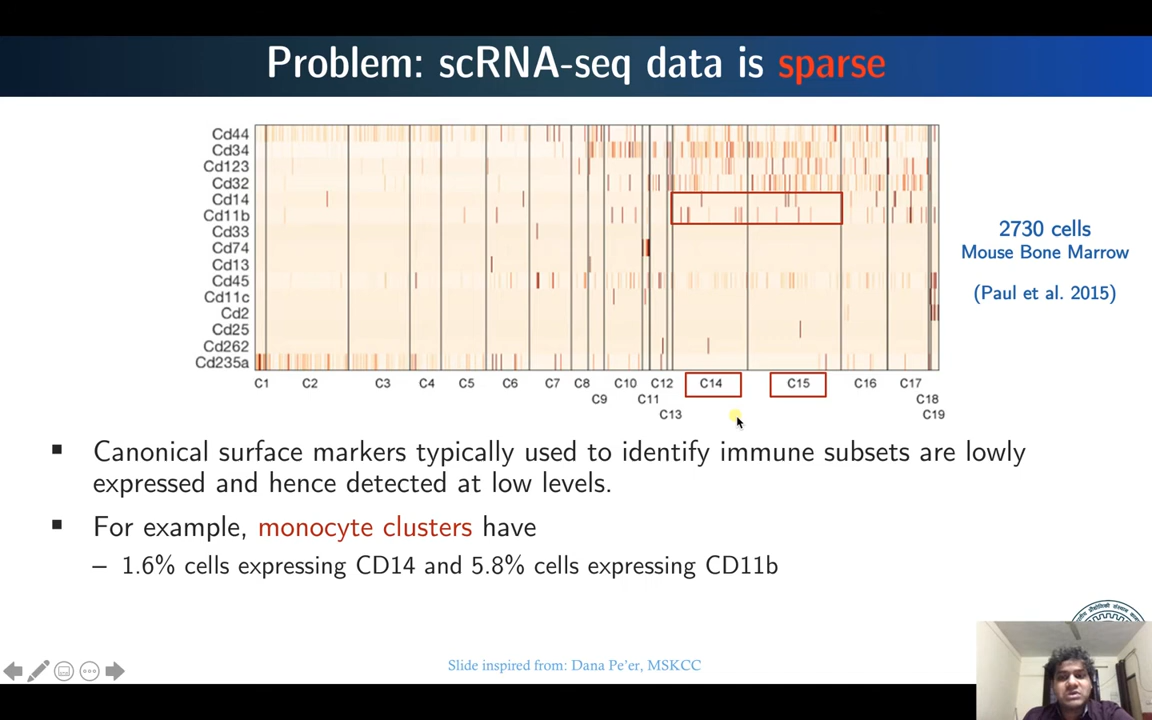 Problem: scRNA-seq data is sparse
Cd44
Cd34
Cd123
Cd32
Cd14
Cd11b
Cd33
Cd74
Cd13
Cd45
Cd11c
Cd2
Cd25
Cd262
Cd235a
C1 C2 C3 C4 C5 C6 C7 C8 C10 C12 C14 C15 C16 C17
C9 C11 C18
C13 C19
2730 cells
Mouse Bone Marrow
(Paul et al. 2015)
▪ Canonical surface markers typically used to identify immune subsets are lowly
expressed and hence detected at low levels.
▪ For example, monocyte clusters have
– 1.6% cells expressing CD14 and 5.8% cells expressing CD11b
Slide inspired from: Dana Pe'er, MSKCC